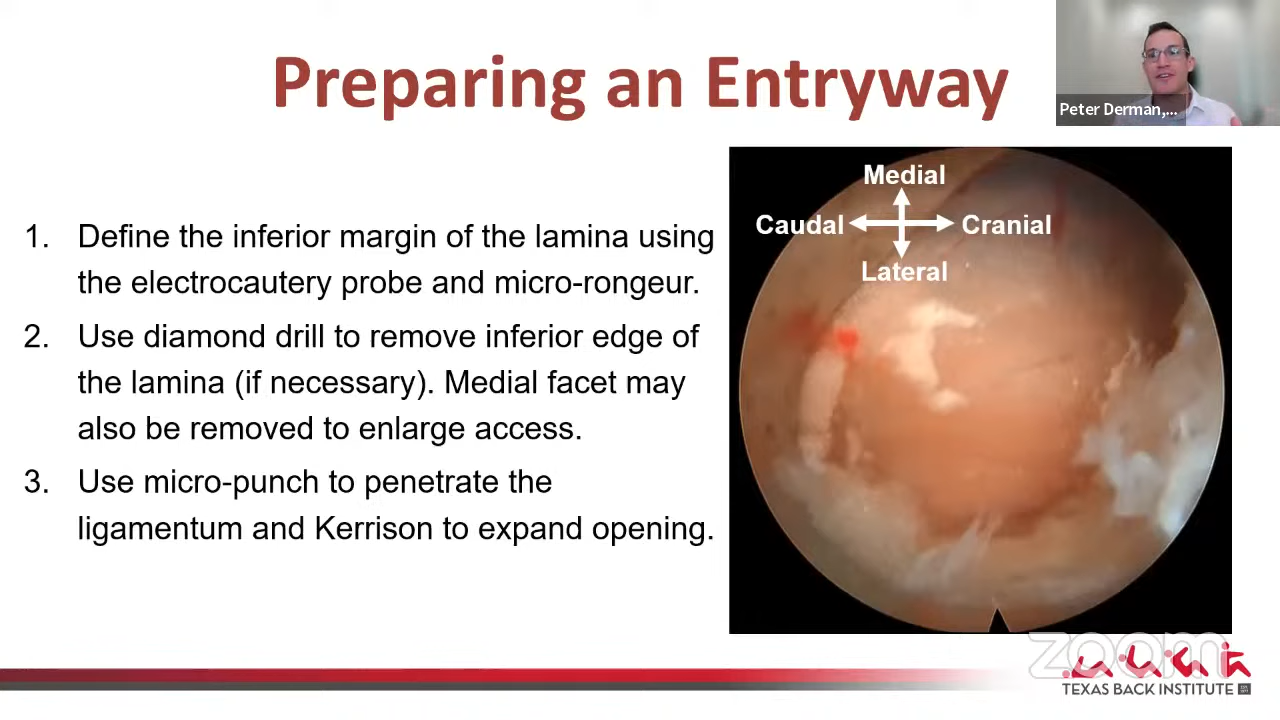 Preparing an Entryway
Peter Derman,...
1. Define the inferior margin of the lamina using
the electrocautery probe and micro-rongeur.
2. Use diamond drill to remove inferior edge of
the lamina (if necessary). Medial facet may
also be removed to enlarge access.
3. Use micro-punch to penetrate the
ligamentum and Kerrison to expand opening.
Medial
Caudal
Cranial
Lateral
zoom
TEXAS BACK INSTITUTE